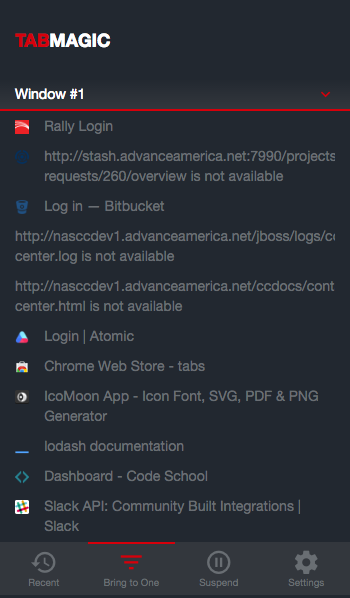 TABMAGIC
Window #1
Rally Login
http://stash.advanceamerica.net:7990/projects
requests/260/overview is not available
Log in — Bitbucket
http://nasccdev1.advanceamerica.net/jboss/logs/
center.log is not available
http://nasccdev1.advanceamerica.net/ccdocs/cont
center.html is not available
Login | Atomic
Chrome Web Store - tabs
IcoMoon App - Icon Font, SVG, PDF & PNG
Generator
lodash documentation
Dashboard - Code School
Slack API: Community Built Integrations |
Slack
Recent
Bring to One
Suspend
Settings